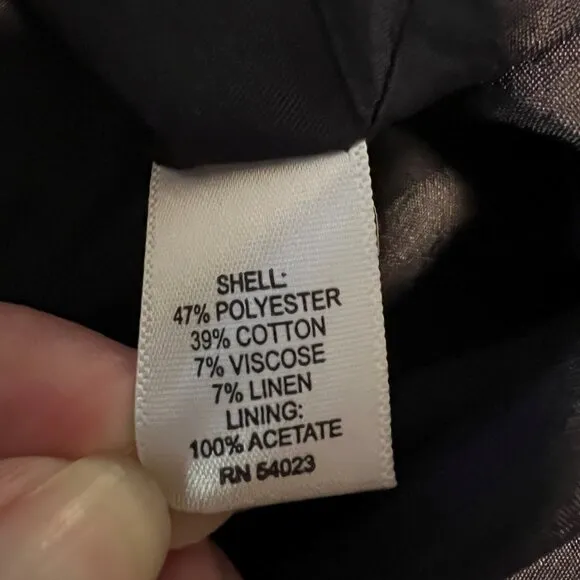 SHELL:
47% POLYESTER
39% COTTON
7% VISCOSE
7% LINEN
LINING:
100% ACETATE
RN 54023